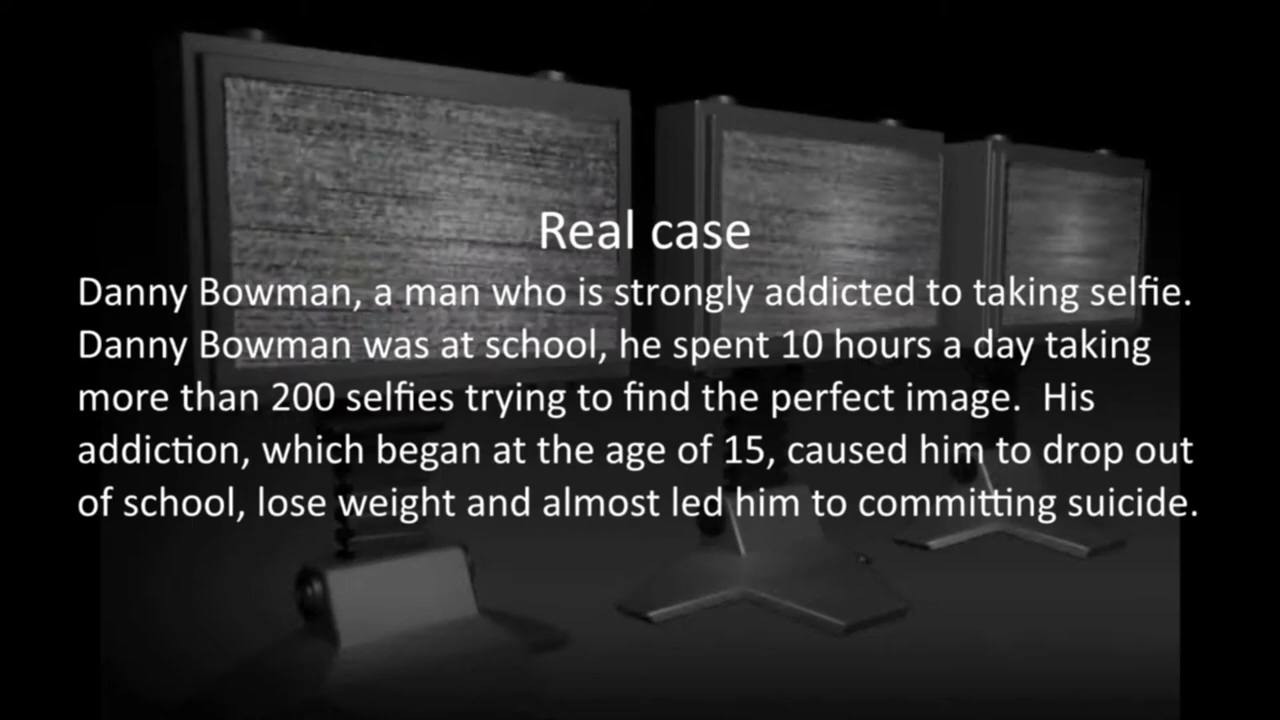 Real case
Danny Bowman, a man who is strongly addicted to taking selfie.
Danny Bowman was at school, he spent 10 hours a day taking
more than 200 selfies trying to find the perfect image.  His
addiction, which began at the age of 15, caused him to drop out
of school, lose weight and almost led him to committing suicide.